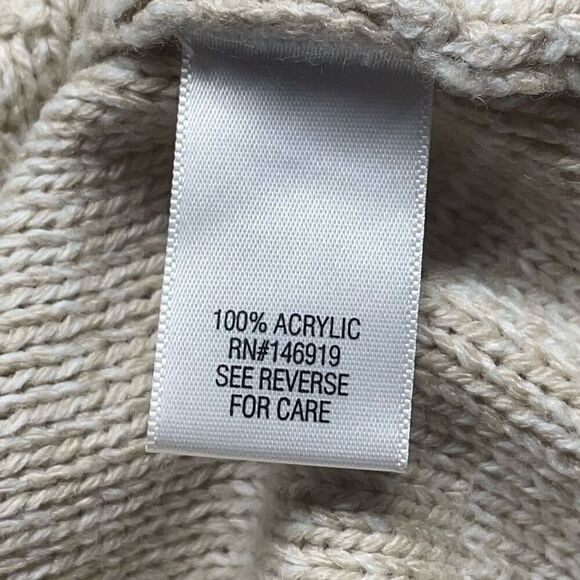 100% ACRYLIC
RN#146919
SEE REVERSE
FOR CARE